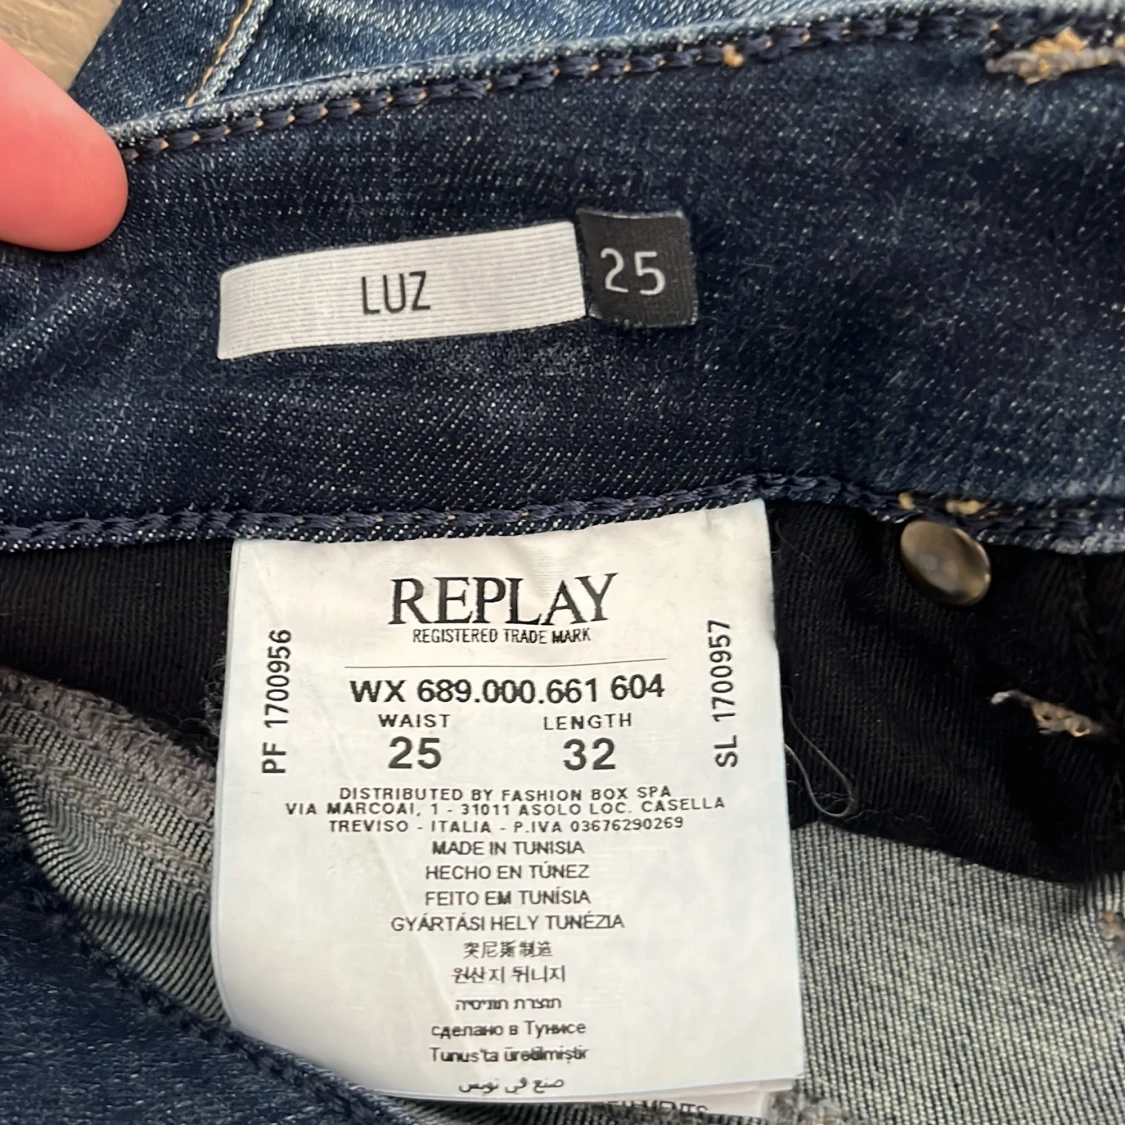 LUZ
25
REPLAY
REGISTERED TRADE MARK
WX 689.000.661 604
WAIST LENGTH
25 32
PF 1700956
SL 1700957
DISTRIBUTED BY FASHION BOX SPA
VIA MARCOAI, 1 - 31011 ASOLO LOC. CASELLA
TREVISO - ITALIA - P.IVA 03676290269
MADE IN TUNISIA
HECHO EN TÚNEZ
FEITO EM TUNÍSIA
GYÁRTÁSI HELY TUNÉZIA
突尼斯制造
원산지 튀니지
תוצרת תוניסיה
сделано в Тунисе
Tunus'ta üretilmiştir
صنع في تونس